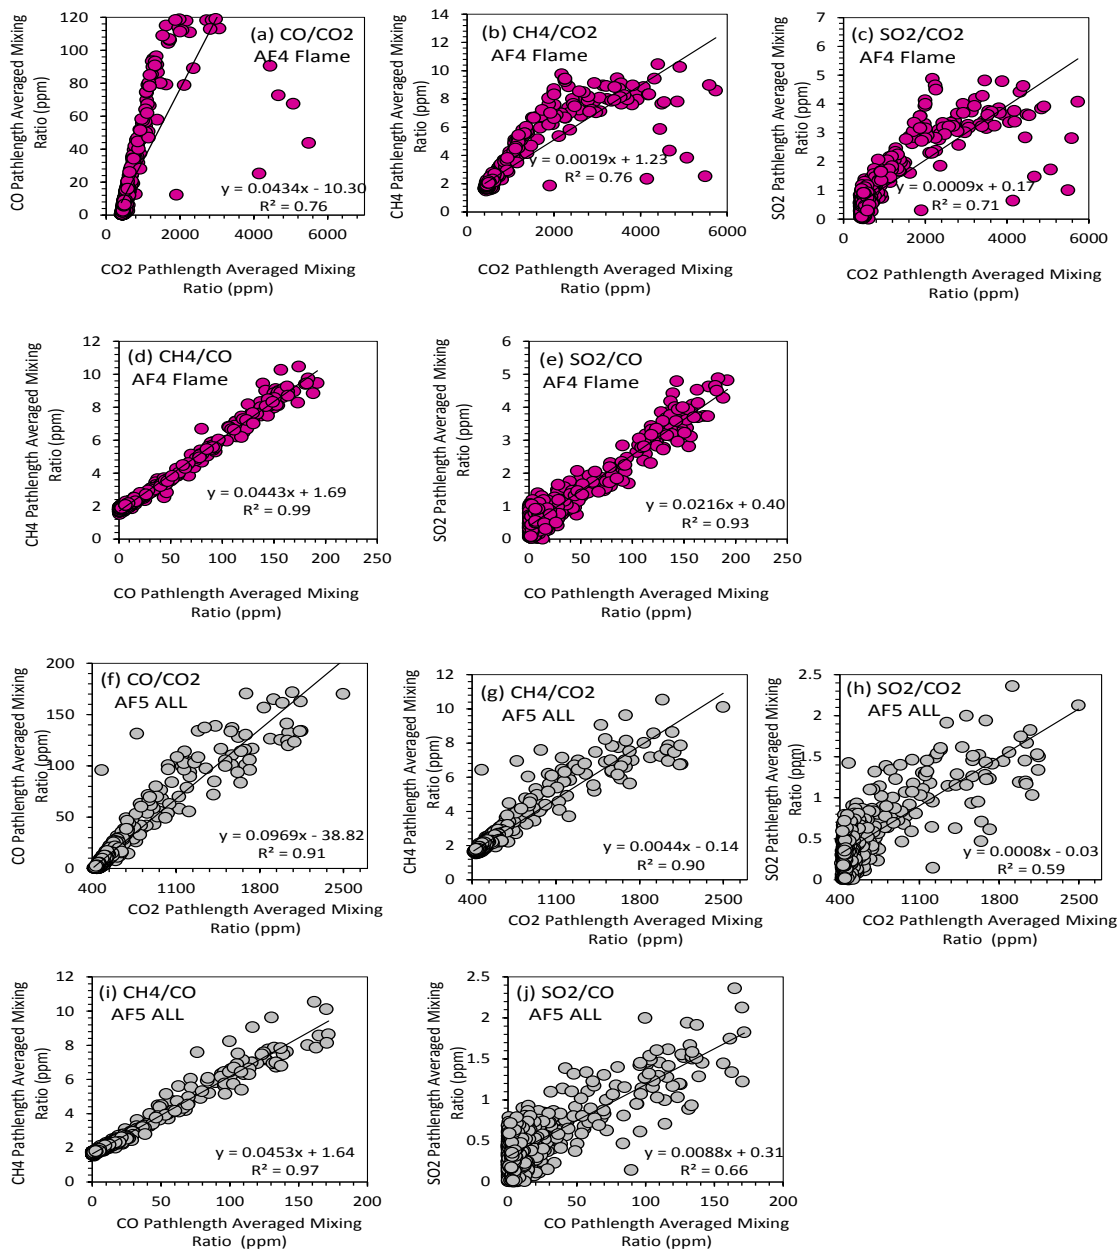 (a) CO/CO2
AF4 Flame
CO Pathlength Averaged Mixing
Ratio (ppm)
120
100
80
60
40
20
0
y = 0.0434x - 10.30
R² = 0.76
0 2000 4000 6000
CO2 Pathlength Averaged Mixing
Ratio (ppm)
(b) CH4/CO2
AF4 Flame
CH4 Pathlength Averaged Mixing
Ratio (ppm)
14
12
10
8
6
4
2
0
y = 0.0019x + 1.23
R² = 0.76
0 2000 4000 6000
CO2 Pathlength Averaged Mixing
Ratio (ppm)
(c) SO2/CO2
AF4 Flame
SO2 Pathlength Averaged Mixing
Ratio (ppm)
7
6
5
4
3
2
1
0
y = 0.0009x + 0.17
R² = 0.71
0 2000 4000 6000
CO2 Pathlength Averaged Mixing
Ratio (ppm)
(d) CH4/CO
AF4 Flame
CH4 Pathlength Averaged Mixing
Ratio (ppm)
12
10
8
6
4
2
0
y = 0.0443x + 1.69
R² = 0.99
0 50 100 150 200 250
CO Pathlength Averaged Mixing
Ratio (ppm)
(e) SO2/CO
AF4 Flame
SO2 Pathlength Averaged Mixing
Ratio (ppm)
6
5
4
3
2
1
0
y = 0.0216x + 0.40
R² = 0.93
0 50 100 150 200 250
CO Pathlength Averaged Mixing
Ratio (ppm)
(f) CO/CO2
AF5 ALL
CO Pathlength Averaged Mixing
Ratio (ppm)
200
150
100
50
0
y = 0.0969x - 38.82
R² = 0.91
400 1100 1800 2500
CO2 Pathlength Averaged Mixing
Ratio (ppm)
(g) CH4/CO2
AF5 ALL
CH4 Pathlength Averaged Mixing
Ratio (ppm)
12
10
8
6
4
2
0
y = 0.0044x - 0.14
R² = 0.90
400 1100 1800 2500
CO2 Pathlength Averaged Mixing
Ratio (ppm)
(h) SO2/CO2
AF5 ALL
SO2 Pathlength Averaged Mixing
Ratio (ppm)
2.5
2
1.5
1
0.5
0
y = 0.0008x - 0.03
R² = 0.59
400 1100 1800 2500
CO2 Pathlength Averaged Mixing
Ratio (ppm)
(i) CH4/CO
AF5 ALL
CH4 Pathlength Averaged Mixing
Ratio (ppm)
12
10
8
6
4
2
0
y = 0.0453x + 1.64
R² = 0.97
0 50 100 150 200
CO Pathlength Averaged Mixing
Ratio (ppm)
(j) SO2/CO
AF5 ALL
SO2 Pathlength Averaged Mixing
Ratio (ppm)
2.5
2
1.5
1
0.5
0
y = 0.0088x + 0.31
R² = 0.66
0 50 100 150 200
CO Pathlength Averaged Mixing
Ratio (ppm)